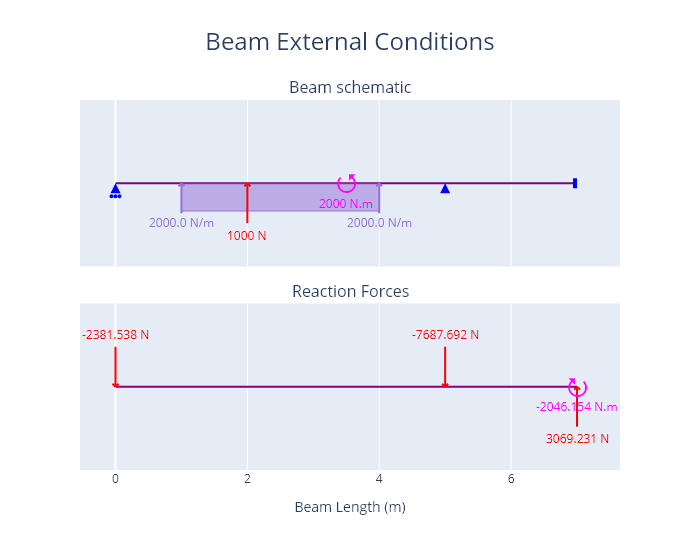 Beam External Conditions
Beam schematic
2000 N.m
2000.0 N/m
2000.0 N/m
1000 N
Reaction Forces
-2381.538 N
-7687.692 N
-2046.154 N.m
3069.231 N
0
2
4
6
Beam Length (m)